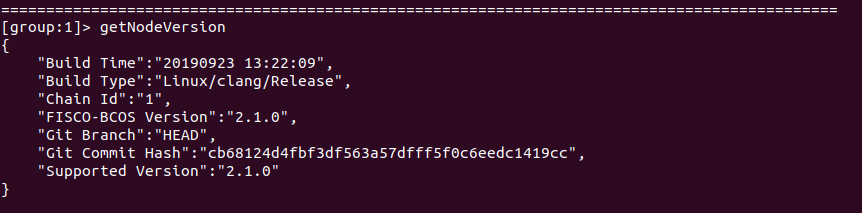 =============================================================================================
[group:1]> getNodeVersion
{
    "Build Time":"20190923 13:22:09",
    "Build Type":"Linux/clang/Release",
    "Chain Id":"1",
    "FISCO-BCOS Version":"2.1.0",
    "Git Branch":"HEAD",
    "Git Commit Hash":"cb68124d4fbf3df563a57dfff5f0c6eedc1419cc",
    "Supported Version":"2.1.0"
}